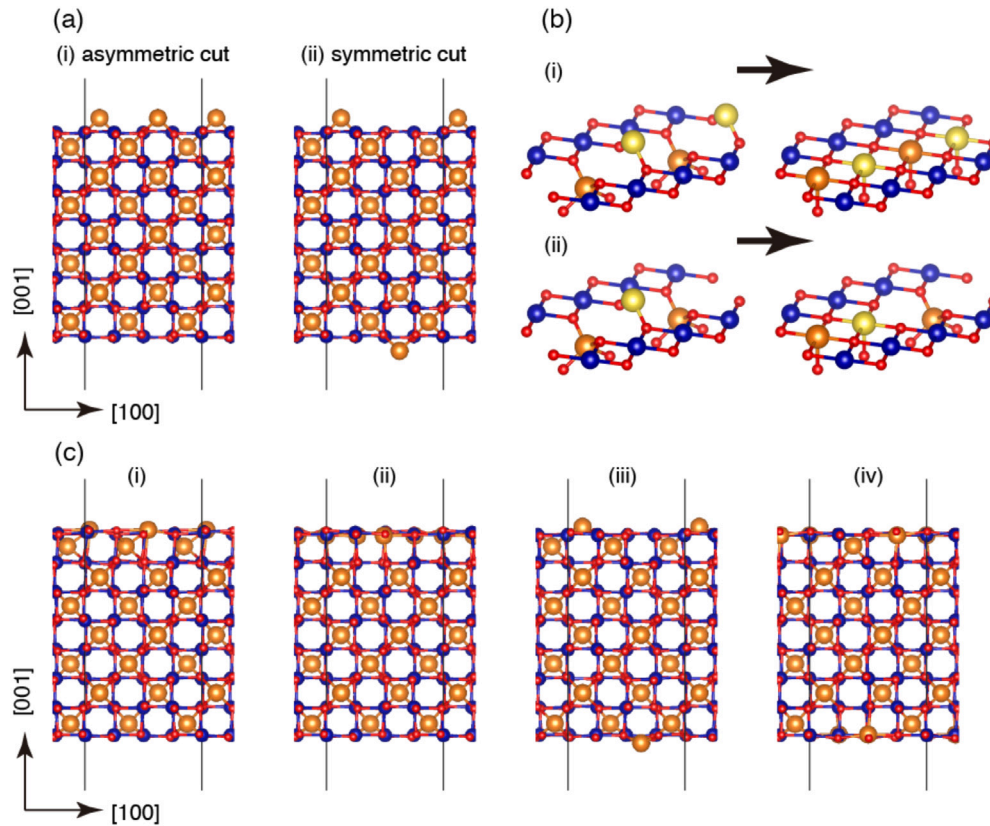 (a)
(i) asymmetric cut
(ii) symmetric cut
[001]
[100]
(b)
(i)
(ii)
(c)
(i)
(ii)
(iii)
(iv)
[001]
[100]